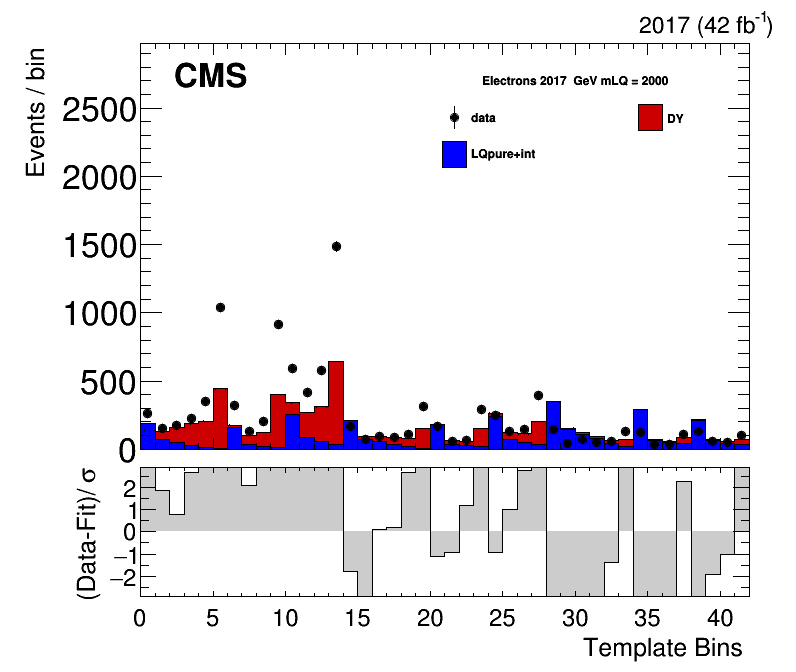 2017 (42 fb-1)
CMS
Electrons 2017 GeV mLQ = 2000
data
DY
LQpure+int
Events / bin
2500
2000
1500
1000
500
0
(Data-Fit)/ σ
2
1
0
−1
−2
0 5 10 15 20 25 30 35 40
Template Bins